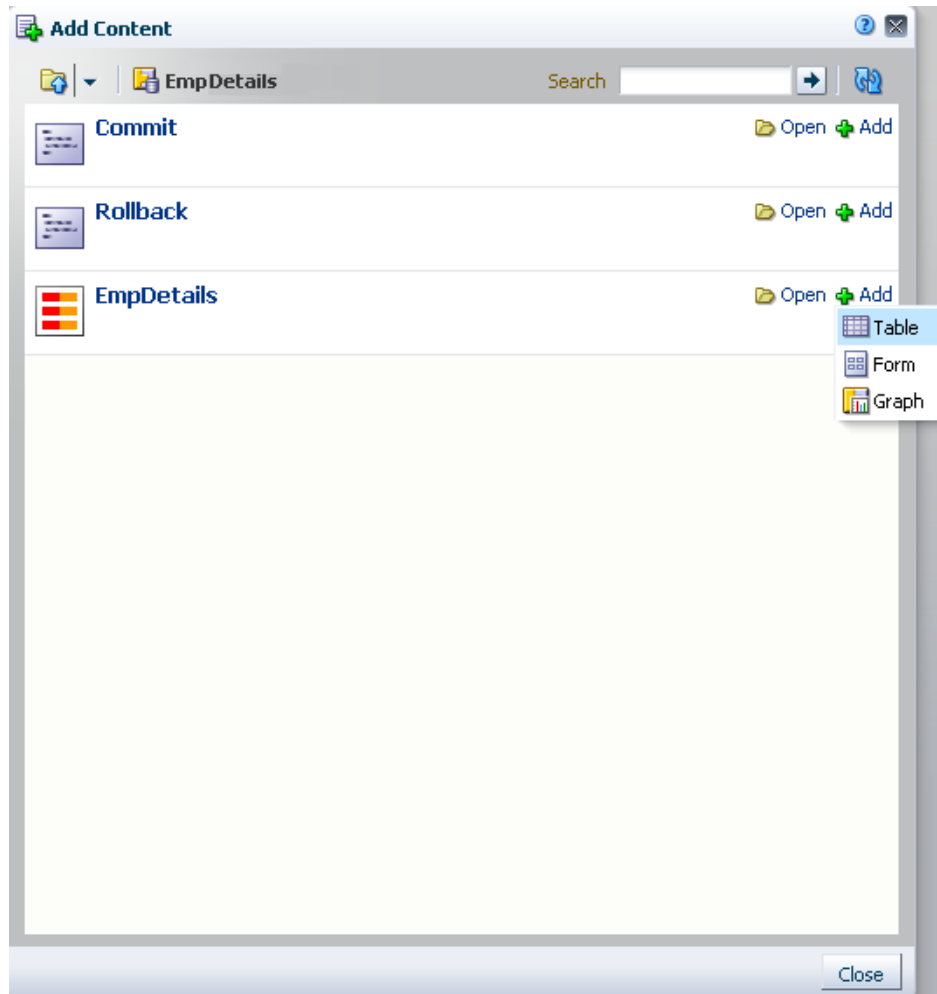 Add Content
EmpDetails Search
Commit Open Add
Rollback Open Add
EmpDetails Open Add
Table
Form
Graph
Close